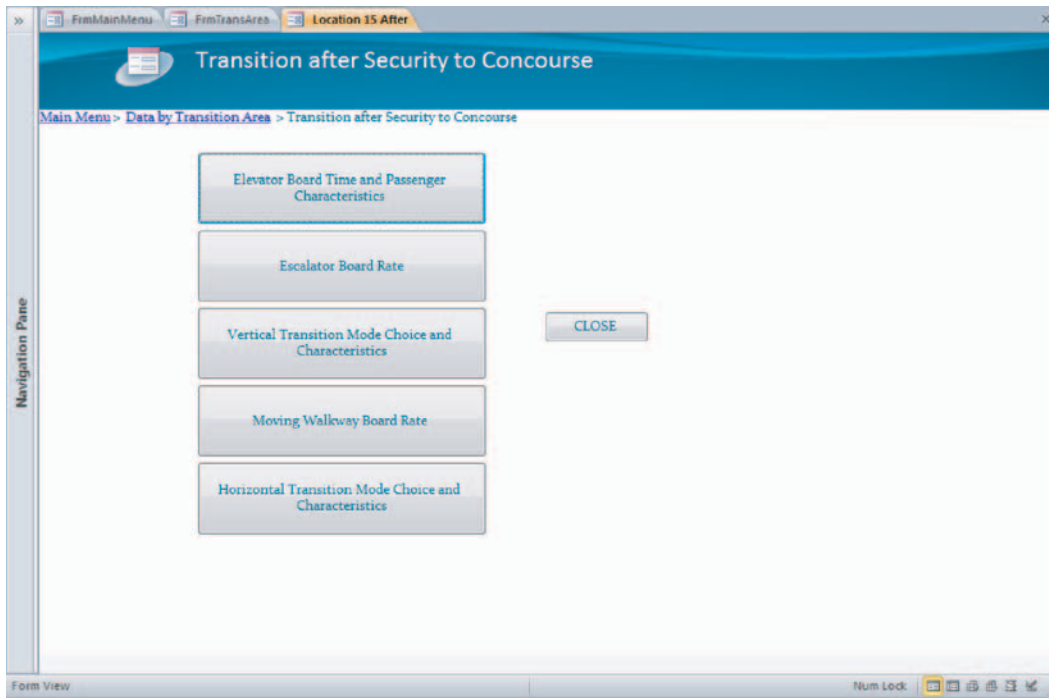 » FrmMainMenu FrmTransArea Location 15 After ×
Transition after Security to Concourse
Main Menu > Data by Transition Area > Transition after Security to Concourse
Elevator Board Time and Passenger
Characteristics
Escalator Board Rate
Vertical Transition Mode Choice and
Characteristics
CLOSE
Moving Walkway Board Rate
Horizontal Transition Mode Choice and
Characteristics
Navigation Pane
Form View Num Lock